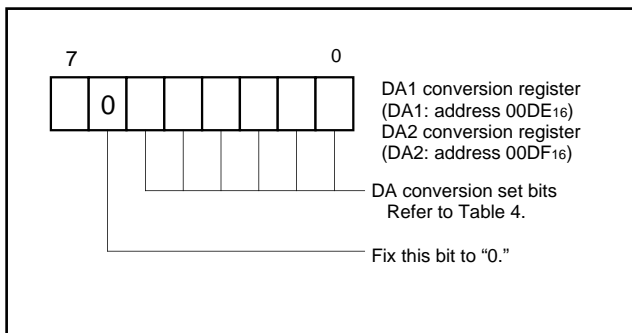 7 0
0
DA1 conversion register
(DA1: address 00DE16)
DA2 conversion register
(DA2: address 00DF16)
DA conversion set bits
Refer to Table 4.
Fix this bit to “0.”